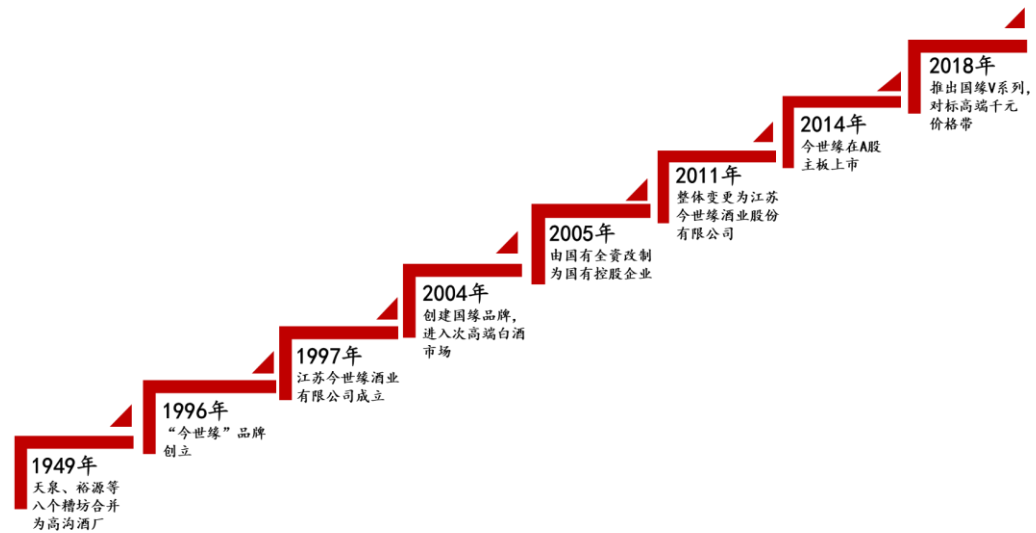 1949年
天泉、裕源等
八个糟坊合并
为高沟酒厂
1996年
“今世缘”品牌
创立
1997年
江苏今世缘酒业
有限公司成立
2004年
创建国缘品牌，
进入次高端白酒
市场
2005年
由国有全资改制
为国有控股企业
2011年
整体变更为江苏
今世缘酒业股份
有限公司
2014年
今世缘在A股
主板上市
2018年
推出国缘V系列，
对标高端千元
价格带